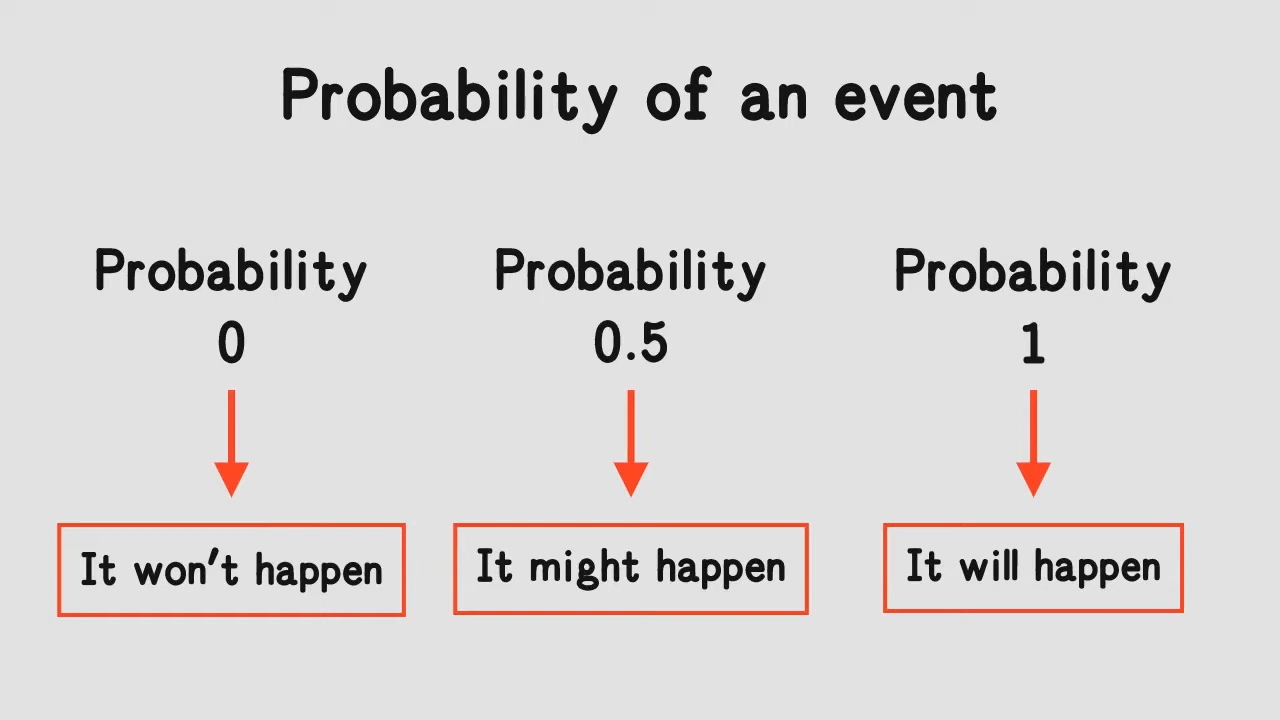 Probability of an event
Probability
0
Probability
0.5
Probability
1
It won't happen
It might happen
It will happen